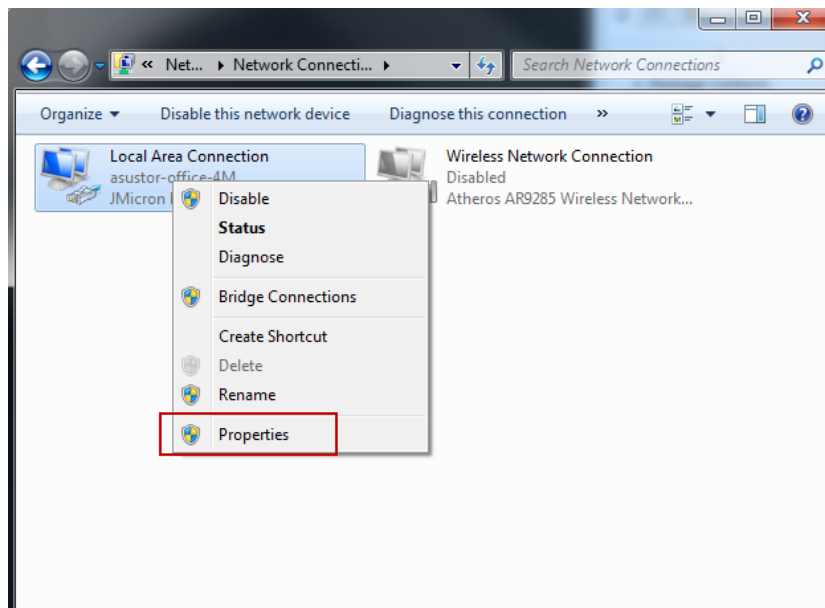 « Net... Network Connecti... Search Network Connections
Organize Disable this network device Diagnose this connection »
Local Area Connection
asustor-office-4M
JMicron
Wireless Network Connection
Disabled
Atheros AR9285 Wireless Network...
Disable
Status
Diagnose
Bridge Connections
Create Shortcut
Delete
Rename
Properties